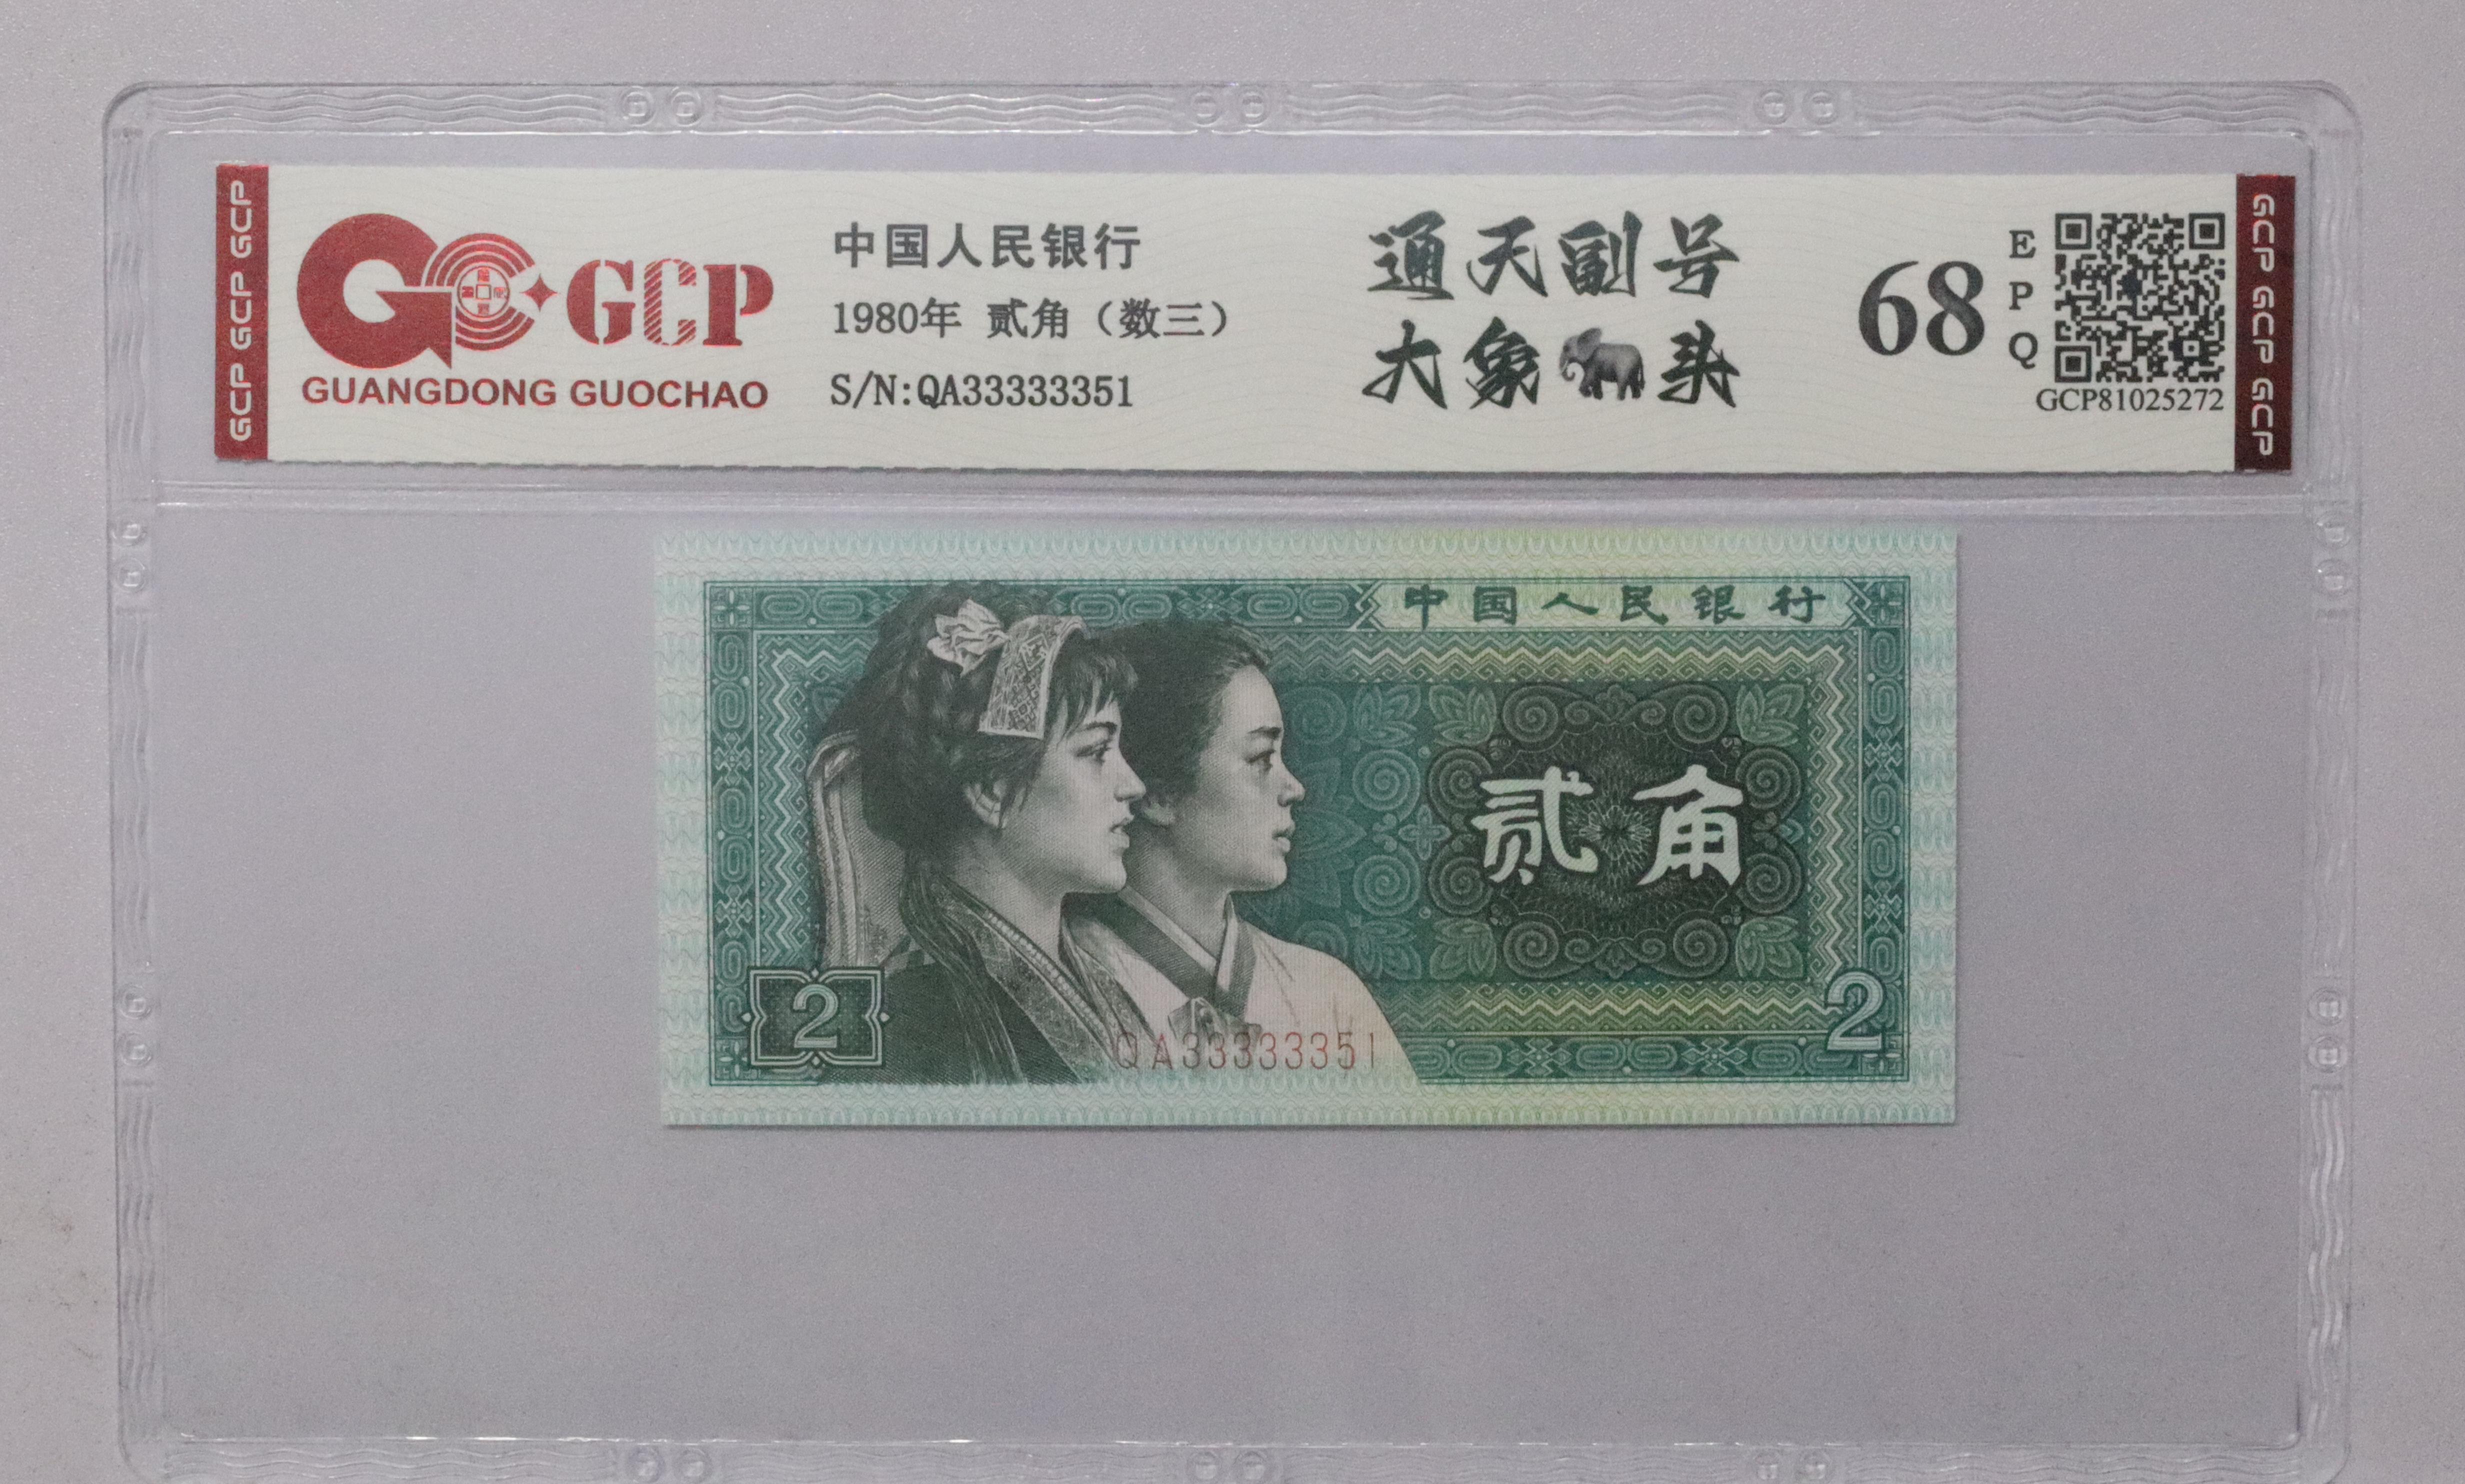 GCP GCP GCP
GCP
GUANGDONG GUOCHAO
中国人民银行
1980年 贰角（数三）
S/N:QA33333351
通天副号
大象头
68
EPQ
GCP81025272
GCP GCP GCP
中国人民银行
贰角
2
2
QA33333351